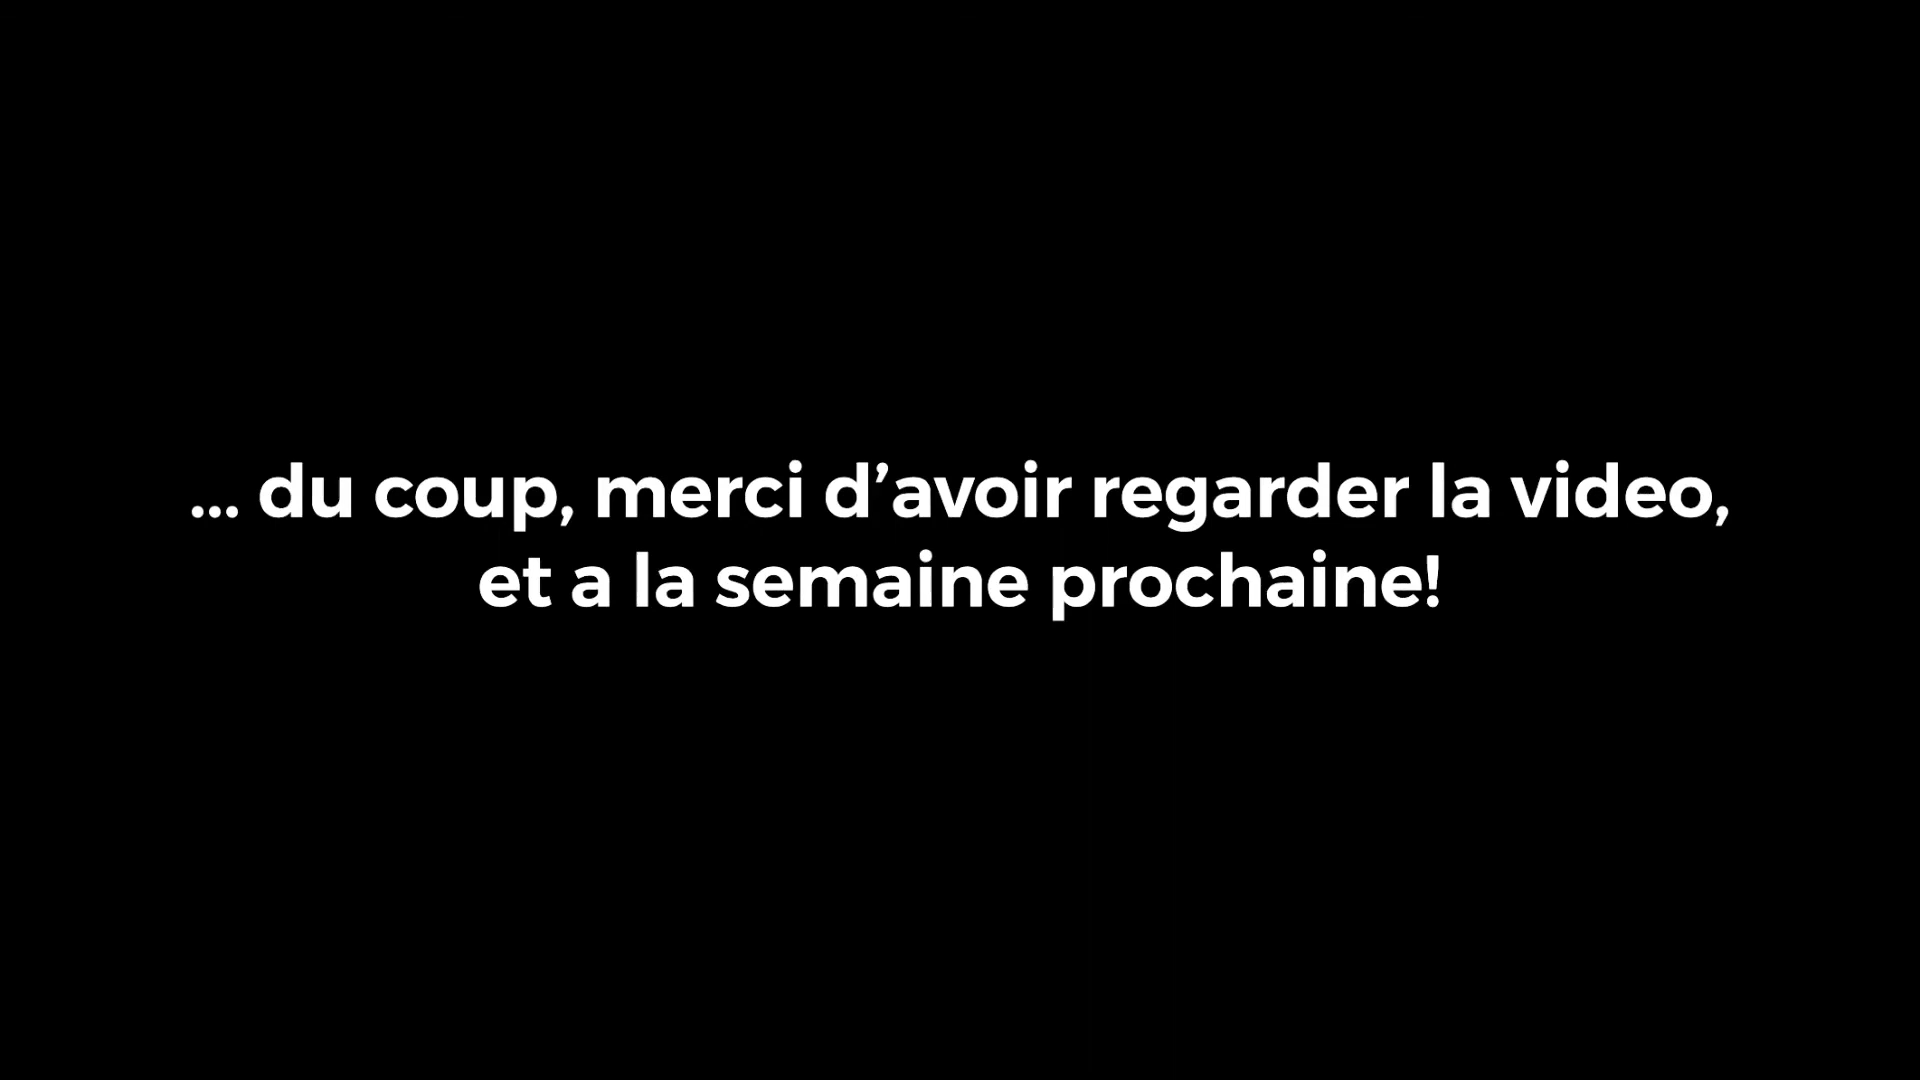 ... du coup, merci d’avoir regarder la video,
et a la semaine prochaine!